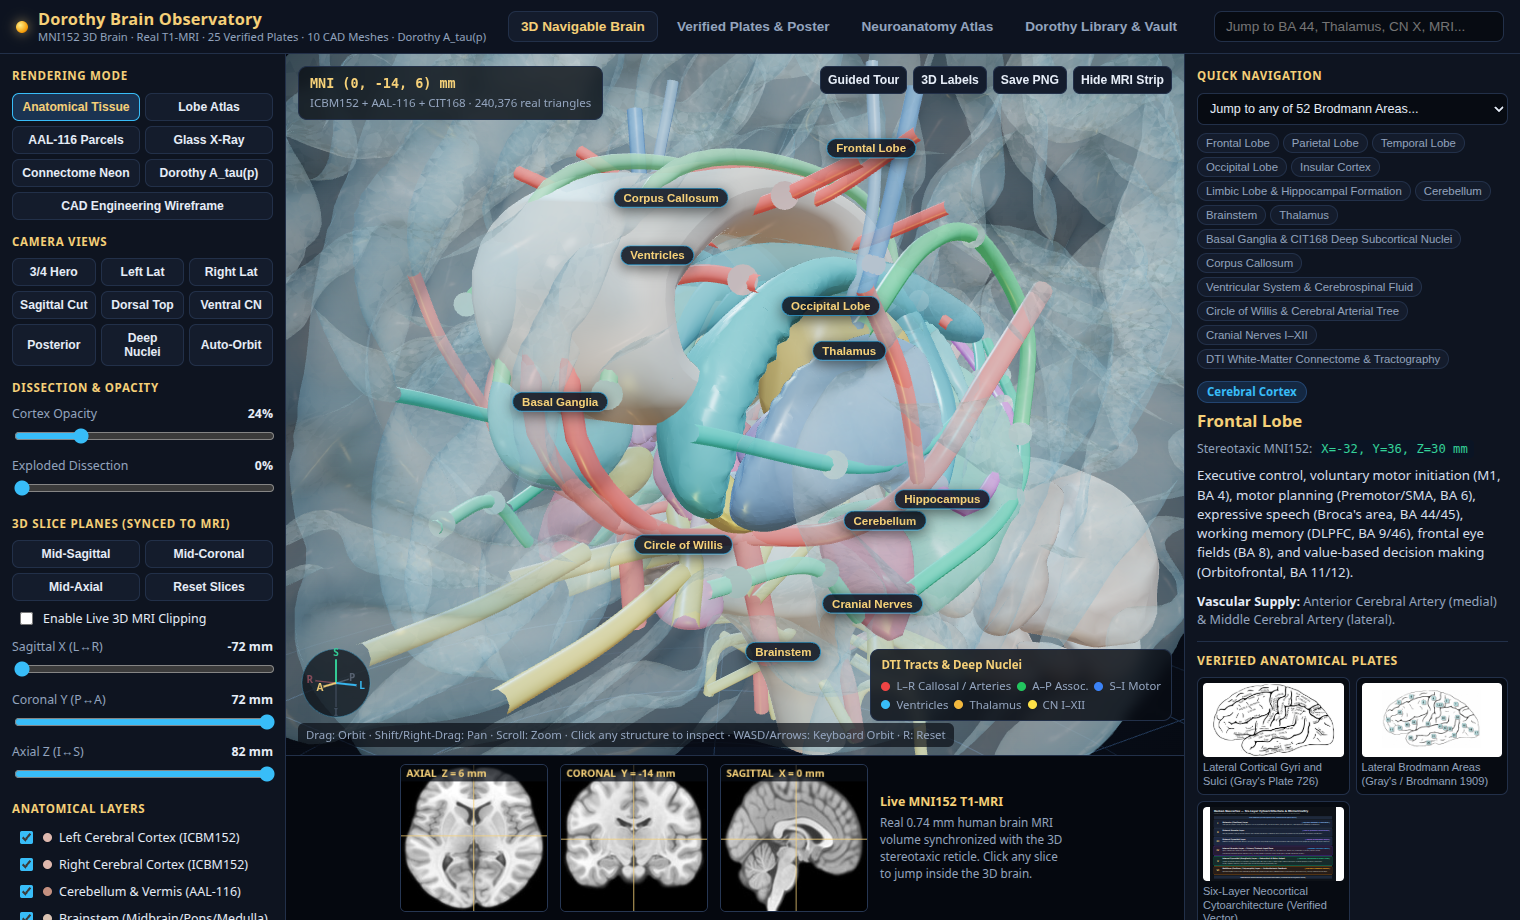 Dorothy Brain Observatory
MNI152 3D Brain · Real T1-MRI · 25 Verified Plates · 10 CAD Meshes · Dorothy A_tau(p)
3D Navigable Brain
Verified Plates & Poster
Neuroanatomy Atlas
Dorothy Library & Vault
Jump to BA 44, Thalamus, CN X, MRI...
RENDERING MODE
Anatomical Tissue
Lobe Atlas
AAL-116 Parcels
Glass X-Ray
Connectome Neon
Dorothy A_tau(p)
CAD Engineering Wireframe
CAMERA VIEWS
3/4 Hero
Left Lat
Right Lat
Sagittal Cut
Dorsal Top
Ventral CN
Posterior
Deep
Nuclei
Auto-Orbit
DISSECTION & OPACITY
Cortex Opacity 24%
Exploded Dissection 0%
3D SLICE PLANES (SYNCED TO MRI)
Mid-Sagittal
Mid-Coronal
Mid-Axial
Reset Slices
Enable Live 3D MRI Clipping
Sagittal X (L↔R) -72 mm
Coronal Y (P↔A) 72 mm
Axial Z (I↔S) 82 mm
ANATOMICAL LAYERS
Left Cerebral Cortex (ICBM152)
Right Cerebral Cortex (ICBM152)
Cerebellum & Vermis (AAL-116)
Brainstem (Midbrain/Pons/Medulla)
MNI (0, -14, 6) mm
ICBM152 + AAL-116 + CIT168 · 240,376 real triangles
Guided Tour
3D Labels
Save PNG
Hide MRI Strip
Frontal Lobe
Corpus Callosum
Ventricles
Occipital Lobe
Thalamus
Basal Ganglia
Hippocampus
Cerebellum
Circle of Willis
Cranial Nerves
Brainstem
S
R
P
A
L
DTI Tracts & Deep Nuclei
L–R Callosal / Arteries
A–P Assoc.
S–I Motor
Ventricles
Thalamus
CN I–XII
Drag: Orbit · Shift/Right-Drag: Pan · Scroll: Zoom · Click any structure to inspect · WASD/Arrows: Keyboard Orbit · R: Reset
AXIAL Z = 6 mm
CORONAL Y = -14 mm
SAGITTAL X = 0 mm
Live MNI152 T1-MRI
Real 0.74 mm human brain MRI
volume synchronized with the 3D
stereotaxic reticle. Click any slice
to jump inside the 3D brain.
QUICK NAVIGATION
Jump to any of 52 Brodmann Areas...
Frontal Lobe
Parietal Lobe
Temporal Lobe
Occipital Lobe
Insular Cortex
Limbic Lobe & Hippocampal Formation
Cerebellum
Brainstem
Thalamus
Basal Ganglia & CIT168 Deep Subcortical Nuclei
Corpus Callosum
Ventricular System & Cerebrospinal Fluid
Circle of Willis & Cerebral Arterial Tree
Cranial Nerves I–XII
DTI White-Matter Connectome & Tractography
Cerebral Cortex
Frontal Lobe
Stereotaxic MNI152: X=-32, Y=36, Z=30 mm
Executive control, voluntary motor initiation (M1,
BA 4), motor planning (Premotor/SMA, BA 6),
expressive speech (Broca's area, BA 44/45),
working memory (DLPFC, BA 9/46), frontal eye
fields (BA 8), and value-based decision making
(Orbitofrontal, BA 11/12).
Vascular Supply: Anterior Cerebral Artery (medial)
& Middle Cerebral Artery (lateral).
VERIFIED ANATOMICAL PLATES
Lateral Cortical Gyri and
Sulci (Gray's Plate 726)
Lateral Brodmann Areas
(Gray's / Brodmann 1909)
Six-Layer Neocortical
Cytoarchitecture (Verified
Vector)